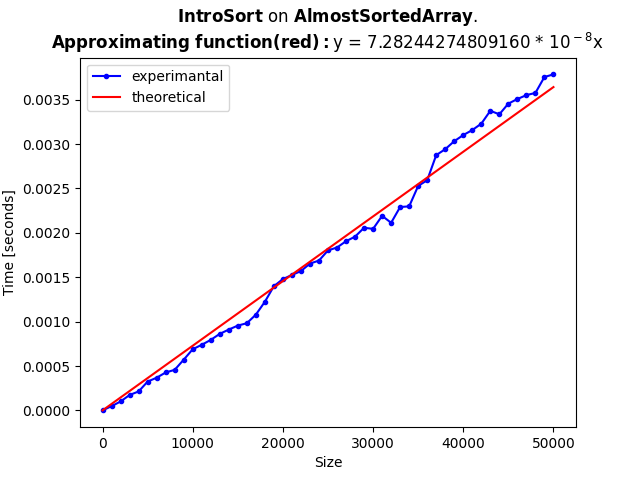 IntroSort on AlmostSortedArray.
Approximating function(red): y = 7.28244274809160 * 10⁻⁸x
experimantal
theoretical
0.0035
0.0030
0.0025
0.0020
0.0015
0.0010
0.0005
0.0000
Time [seconds]
0 10000 20000 30000 40000 50000
Size